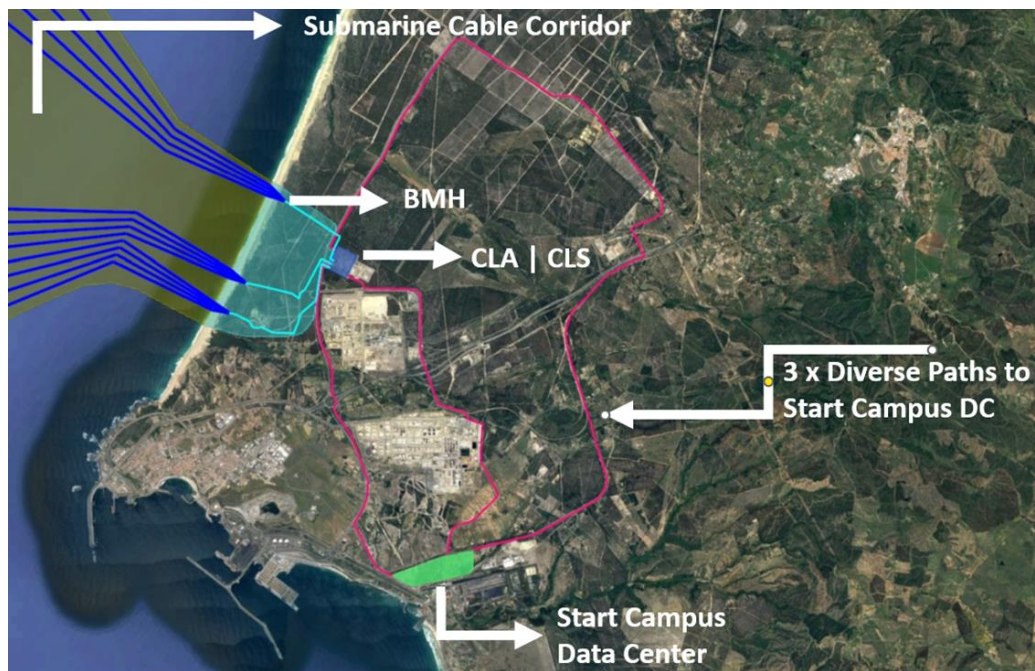 Submarine Cable Corridor
BMH
CLA | CLS
3 x Diverse Paths to
Start Campus DC
Start Campus
Data Center